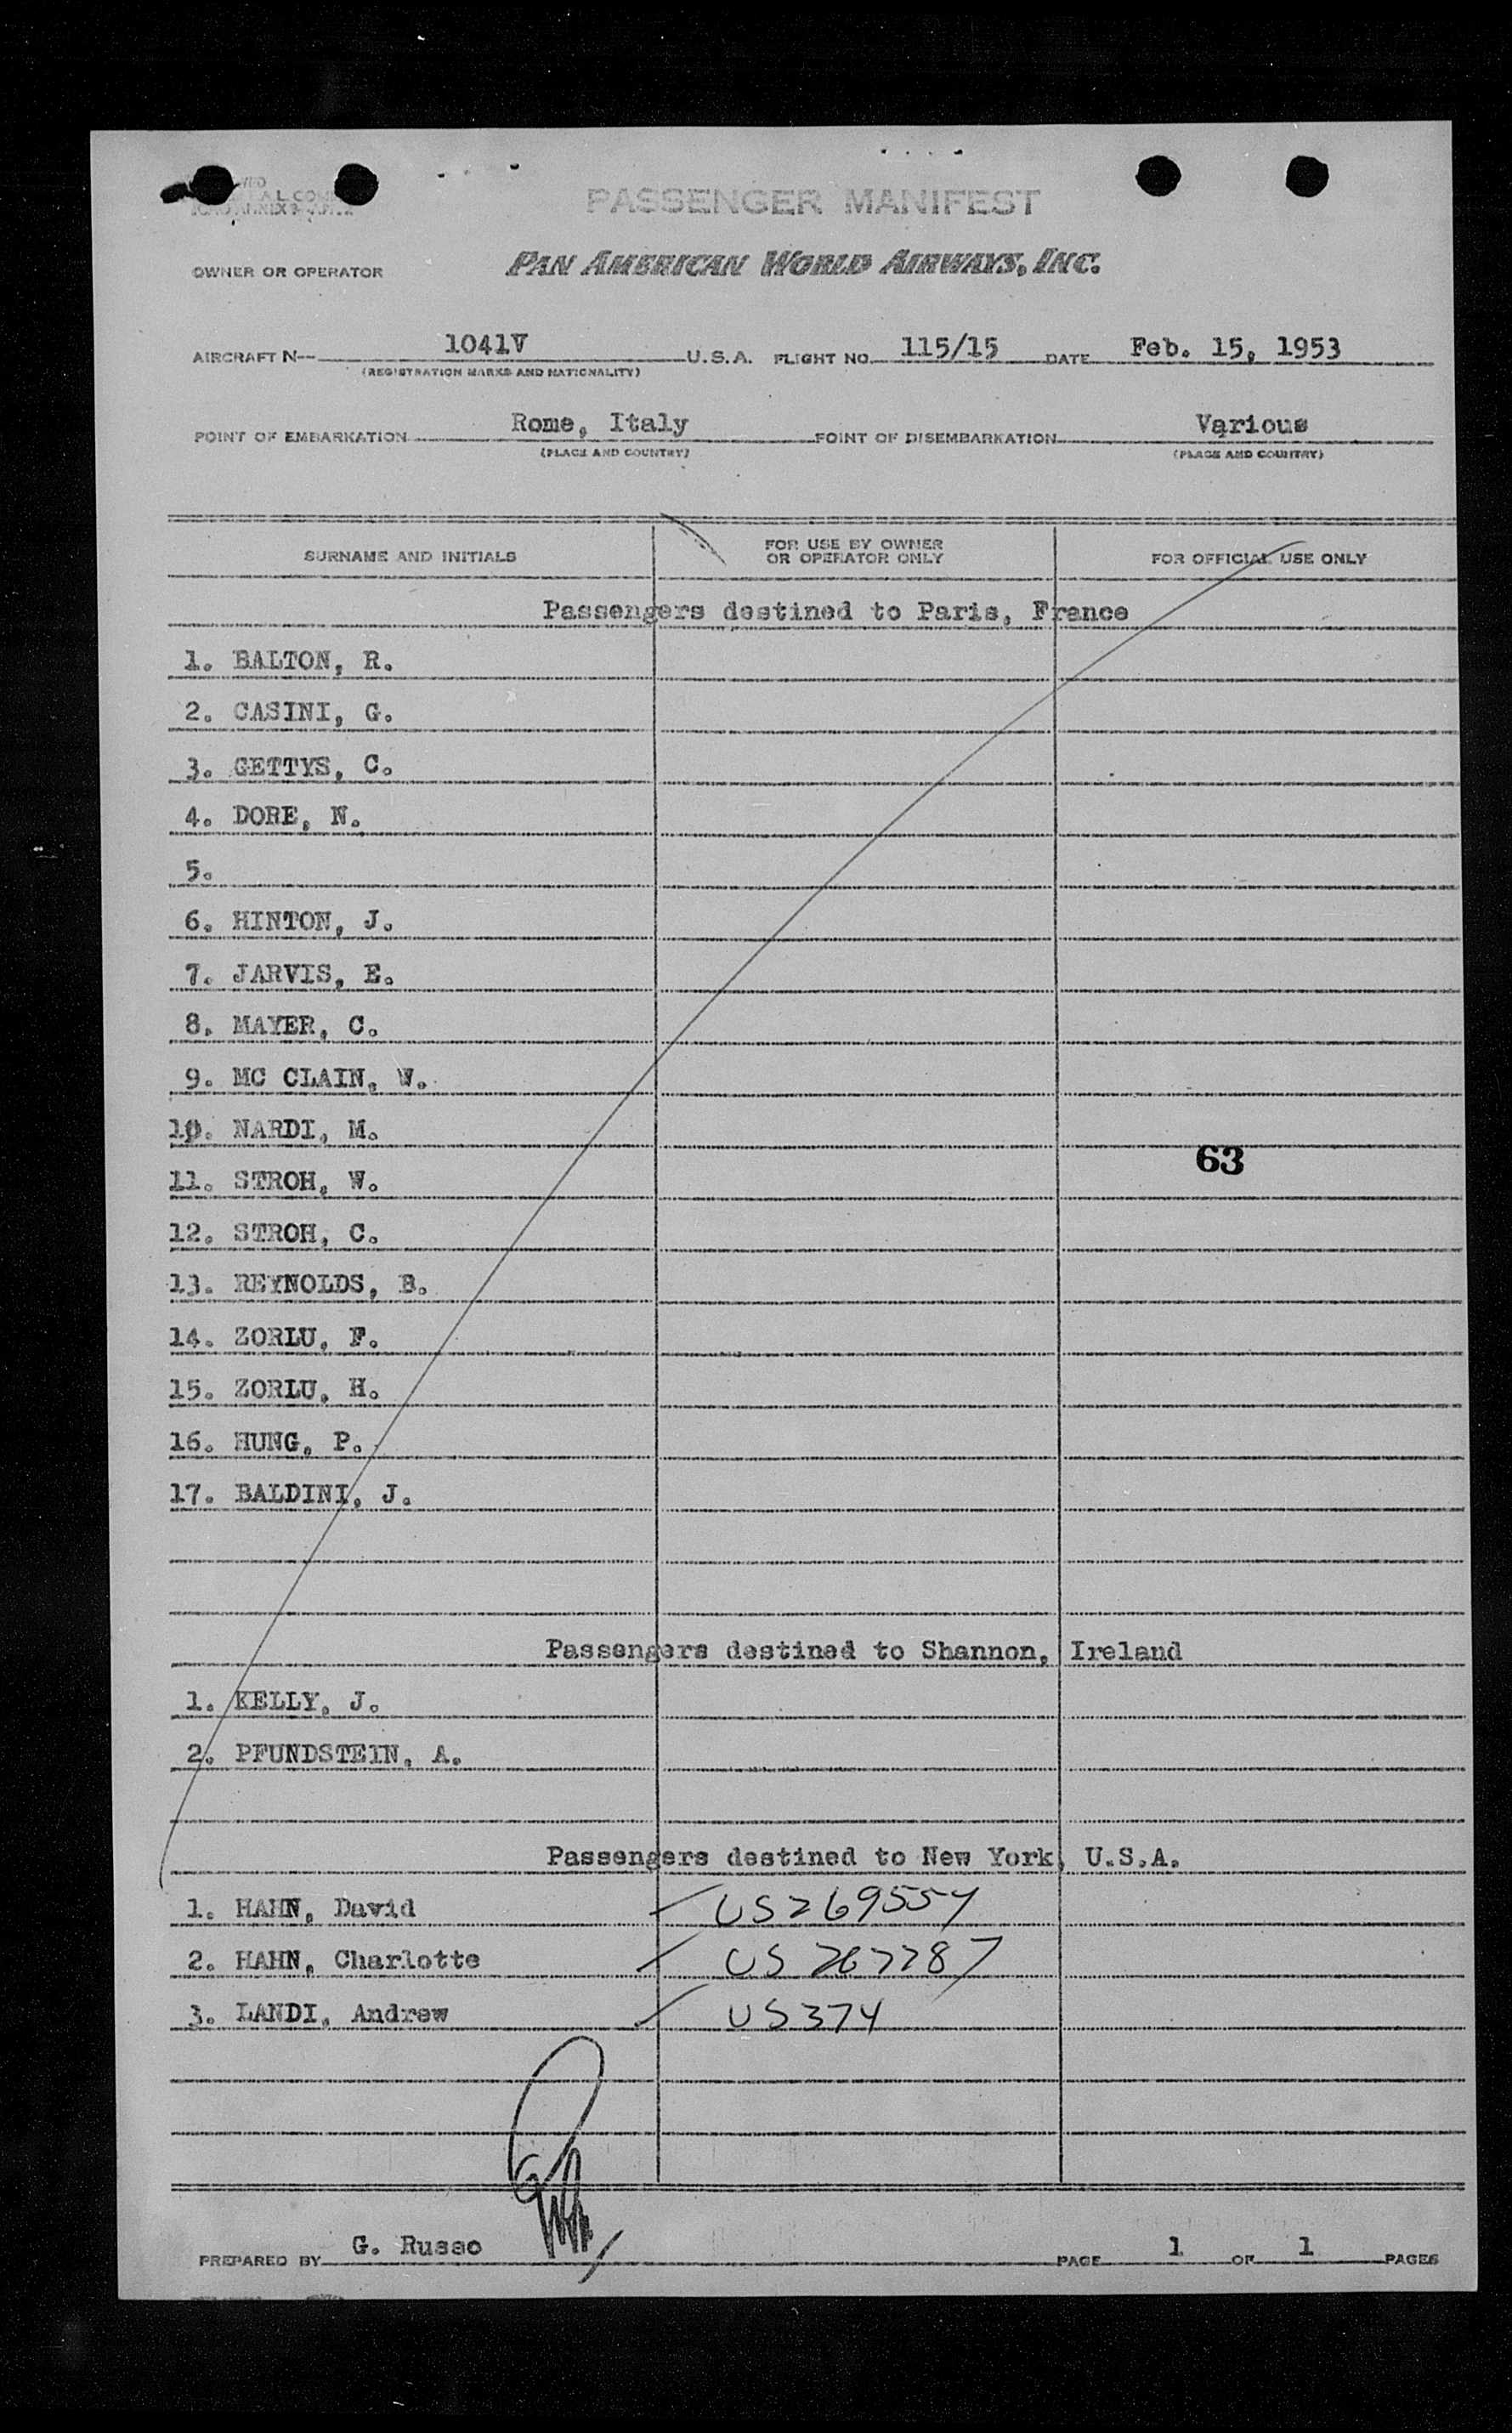 PASSENGER MANIFEST
OWNER OR OPERATOR PAN AMERICAN WORLD AIRWAYS, INC.
AIRCRAFT N-- 1041V U.S.A. FLIGHT NO. 115/15 DATE Feb. 15, 1953
(REGISTRATION MARKS AND NATIONALITY)
POINT OF EMBARKATION Rome, Italy POINT OF DISEMBARKATION Various
(PLACE AND COUNTRY) (PLACE AND COUNTRY)
SURNAME AND INITIALS FOR USE BY OWNER OR OPERATOR ONLY FOR OFFICIAL USE ONLY
Passengers destined to Paris, France
1. BALTON, R.
2. CASINI, G.
3. GETTYS, C.
4. DORE, N.
5.
6. HINTON, J.
7. JARVIS, E.
8. MAYER, C.
9. MC CLAIN, W.
10. NARDI, M.
63
11. STROH, W.
12. STROH, C.
13. REYNOLDS, B.
14. ZORLU, F.
15. ZORLU, H.
16. HUNG, P.
17. BALDINI, J.
Passengers destined to Shannon, Ireland
1. KELLY, J.
2. PFUNDSTEIN, A.
Passengers destined to New York, U.S.A.
1. HAHN, David US 269554
2. HAHN, Charlotte US
3. LANDI, Andrew US 374
PREPARED BY G. Russo PAGE 1 OF 1 PAGES